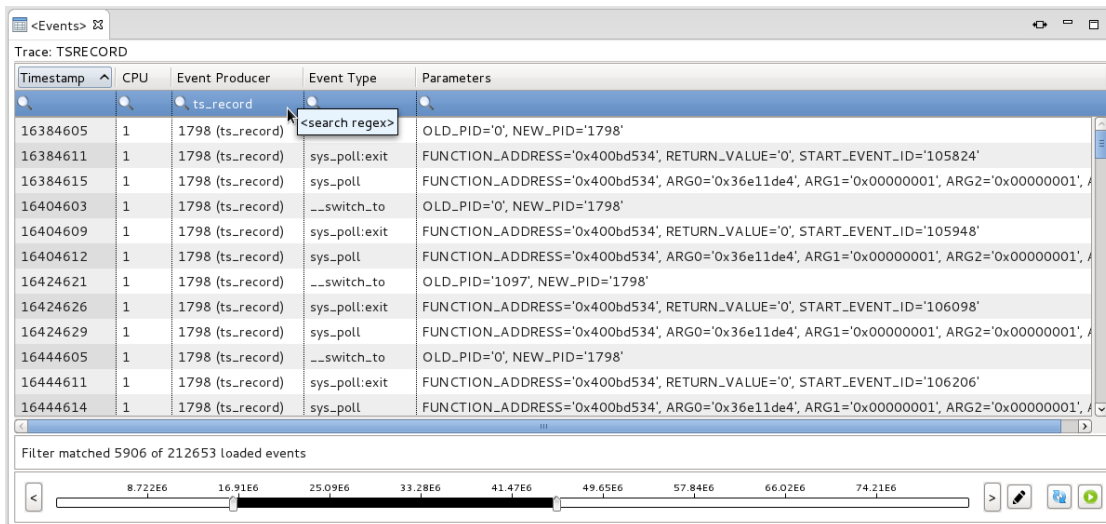 <Events>
Trace: TSRECORD
Timestamp CPU Event Producer Event Type Parameters
ts_record
<search regex>
16384605 1 1798 (ts_record) OLD_PID='0', NEW_PID='1798'
16384611 1 1798 (ts_record) sys_poll:exit FUNCTION_ADDRESS='0x400bd534', RETURN_VALUE='0', START_EVENT_ID='105824'
16384615 1 1798 (ts_record) sys_poll FUNCTION_ADDRESS='0x400bd534', ARG0='0x36e11de4', ARG1='0x00000001', ARG2='0x00000001',
16404603 1 1798 (ts_record) __switch_to OLD_PID='0', NEW_PID='1798'
16404609 1 1798 (ts_record) sys_poll:exit FUNCTION_ADDRESS='0x400bd534', RETURN_VALUE='0', START_EVENT_ID='105948'
16404612 1 1798 (ts_record) sys_poll FUNCTION_ADDRESS='0x400bd534', ARG0='0x36e11de4', ARG1='0x00000001', ARG2='0x00000001',
16424621 1 1798 (ts_record) __switch_to OLD_PID='1097', NEW_PID='1798'
16424626 1 1798 (ts_record) sys_poll:exit FUNCTION_ADDRESS='0x400bd534', RETURN_VALUE='0', START_EVENT_ID='106098'
16424629 1 1798 (ts_record) sys_poll FUNCTION_ADDRESS='0x400bd534', ARG0='0x36e11de4', ARG1='0x00000001', ARG2='0x00000001',
16444605 1 1798 (ts_record) __switch_to OLD_PID='0', NEW_PID='1798'
16444611 1 1798 (ts_record) sys_poll:exit FUNCTION_ADDRESS='0x400bd534', RETURN_VALUE='0', START_EVENT_ID='106206'
16444614 1 1798 (ts_record) sys_poll FUNCTION_ADDRESS='0x400bd534', ARG0='0x36e11de4', ARG1='0x00000001', ARG2='0x00000001',
Filter matched 5906 of 212653 loaded events
8.722E6 16.91E6 25.09E6 33.28E6 41.47E6 49.65E6 57.84E6 66.02E6 74.21E6
< >